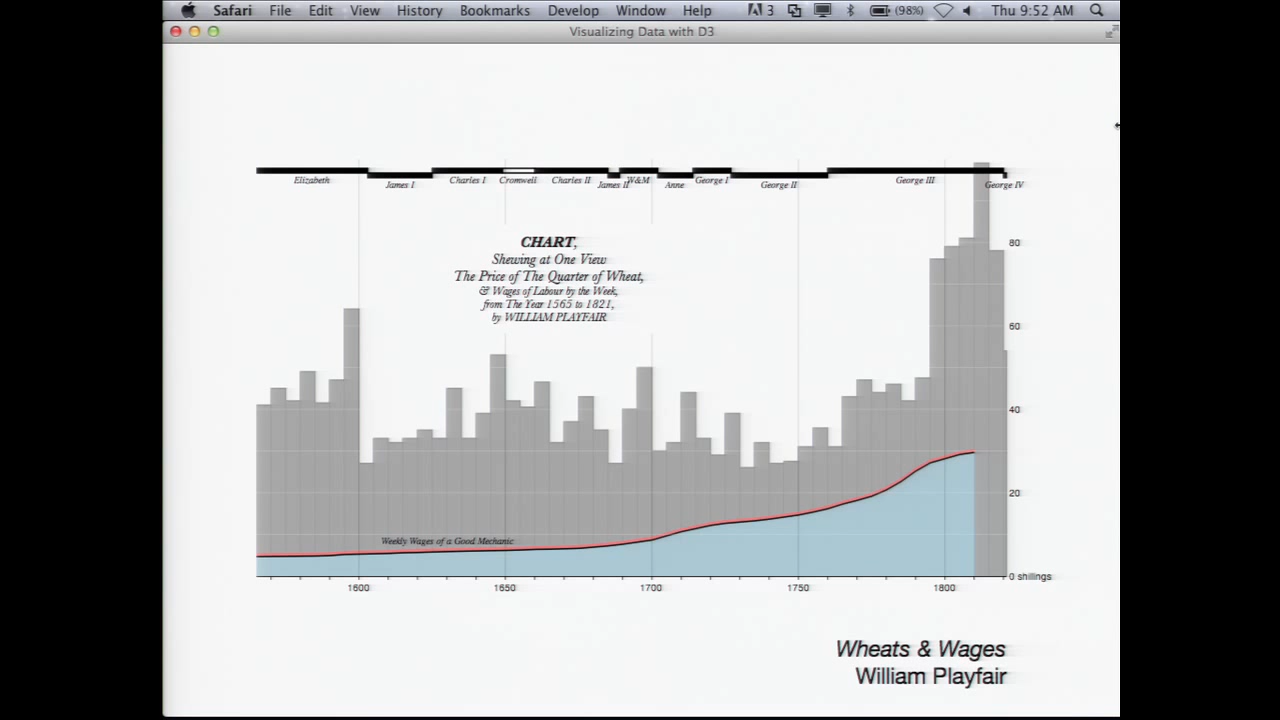 Safari File Edit View History Bookmarks Develop Window Help 3 (98%) Thu 9:52 AM
Visualizing Data with D3
Elizabeth James I Charles I Cromwell Charles II James II W&M Anne George I George II George III George IV
CHART,
Shewing at One View
The Price of The Quarter of Wheat,
& Wages of Labour by the Week,
from The Year 1565 to 1821,
by WILLIAM PLAYFAIR
80
60
40
20
Weekly Wages of a Good Mechanic
0 shillings
1600 1650 1700 1750 1800
Wheats & Wages
William Playfair